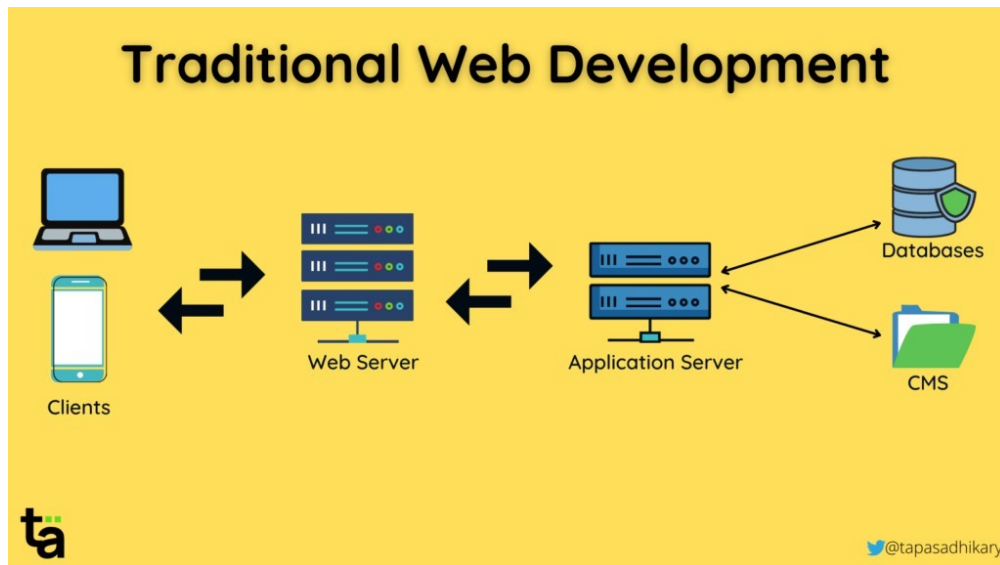 Traditional Web Development
Databases
Web Server
Application Server
CMS
Clients
tä
@tapasadhikary